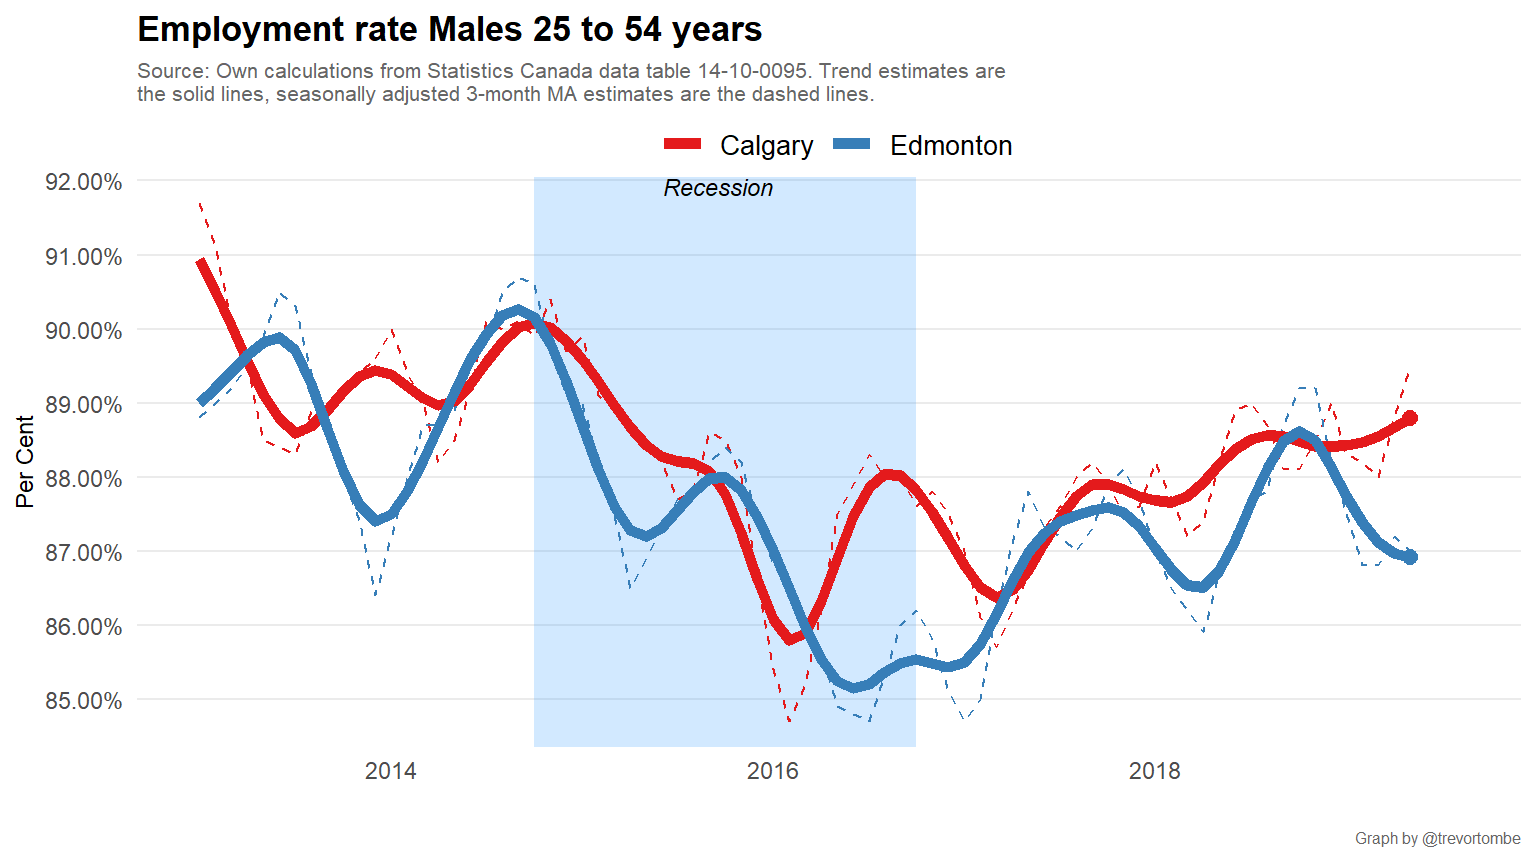 Employment rate Males 25 to 54 years
Source: Own calculations from Statistics Canada data table 14-10-0095. Trend estimates are
the solid lines, seasonally adjusted 3-month MA estimates are the dashed lines.
Calgary Edmonton
Recession
92.00%
91.00%
90.00%
89.00%
88.00%
87.00%
86.00%
85.00%
Per Cent
2014 2016 2018
Graph by @trevortombe